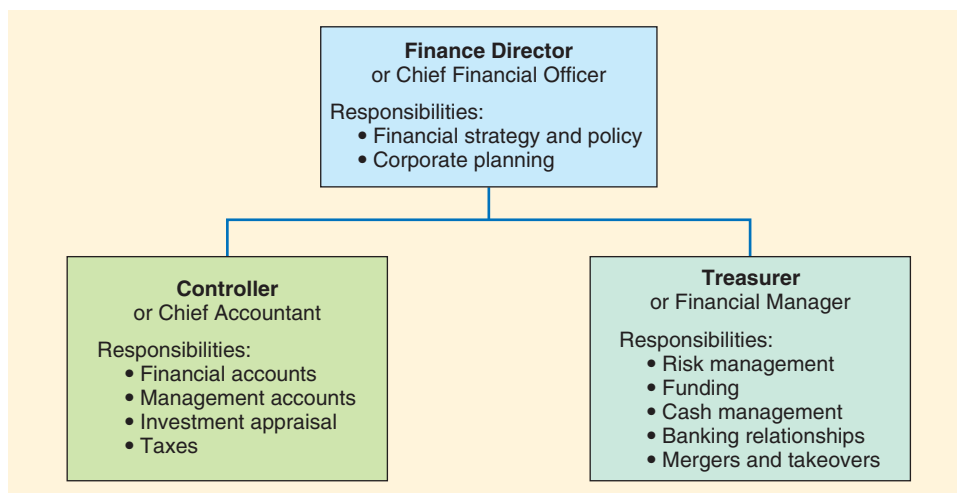 Finance Director
or Chief Financial Officer
Responsibilities:
• Financial strategy and policy
• Corporate planning
Controller
or Chief Accountant
Responsibilities:
• Financial accounts
• Management accounts
• Investment appraisal
• Taxes
Treasurer
or Financial Manager
Responsibilities:
• Risk management
• Funding
• Cash management
• Banking relationships
• Mergers and takeovers